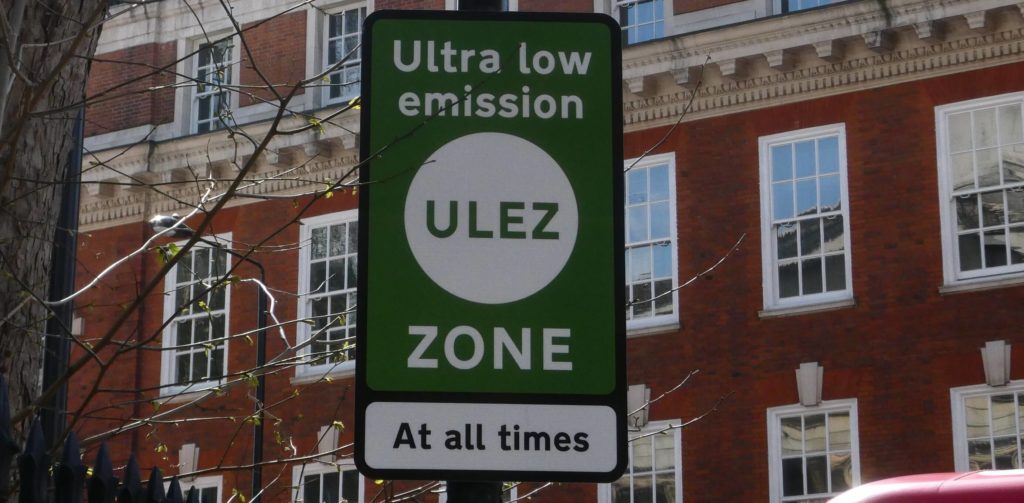 Ultra low
emission
ULEZ
ZONE
At all times